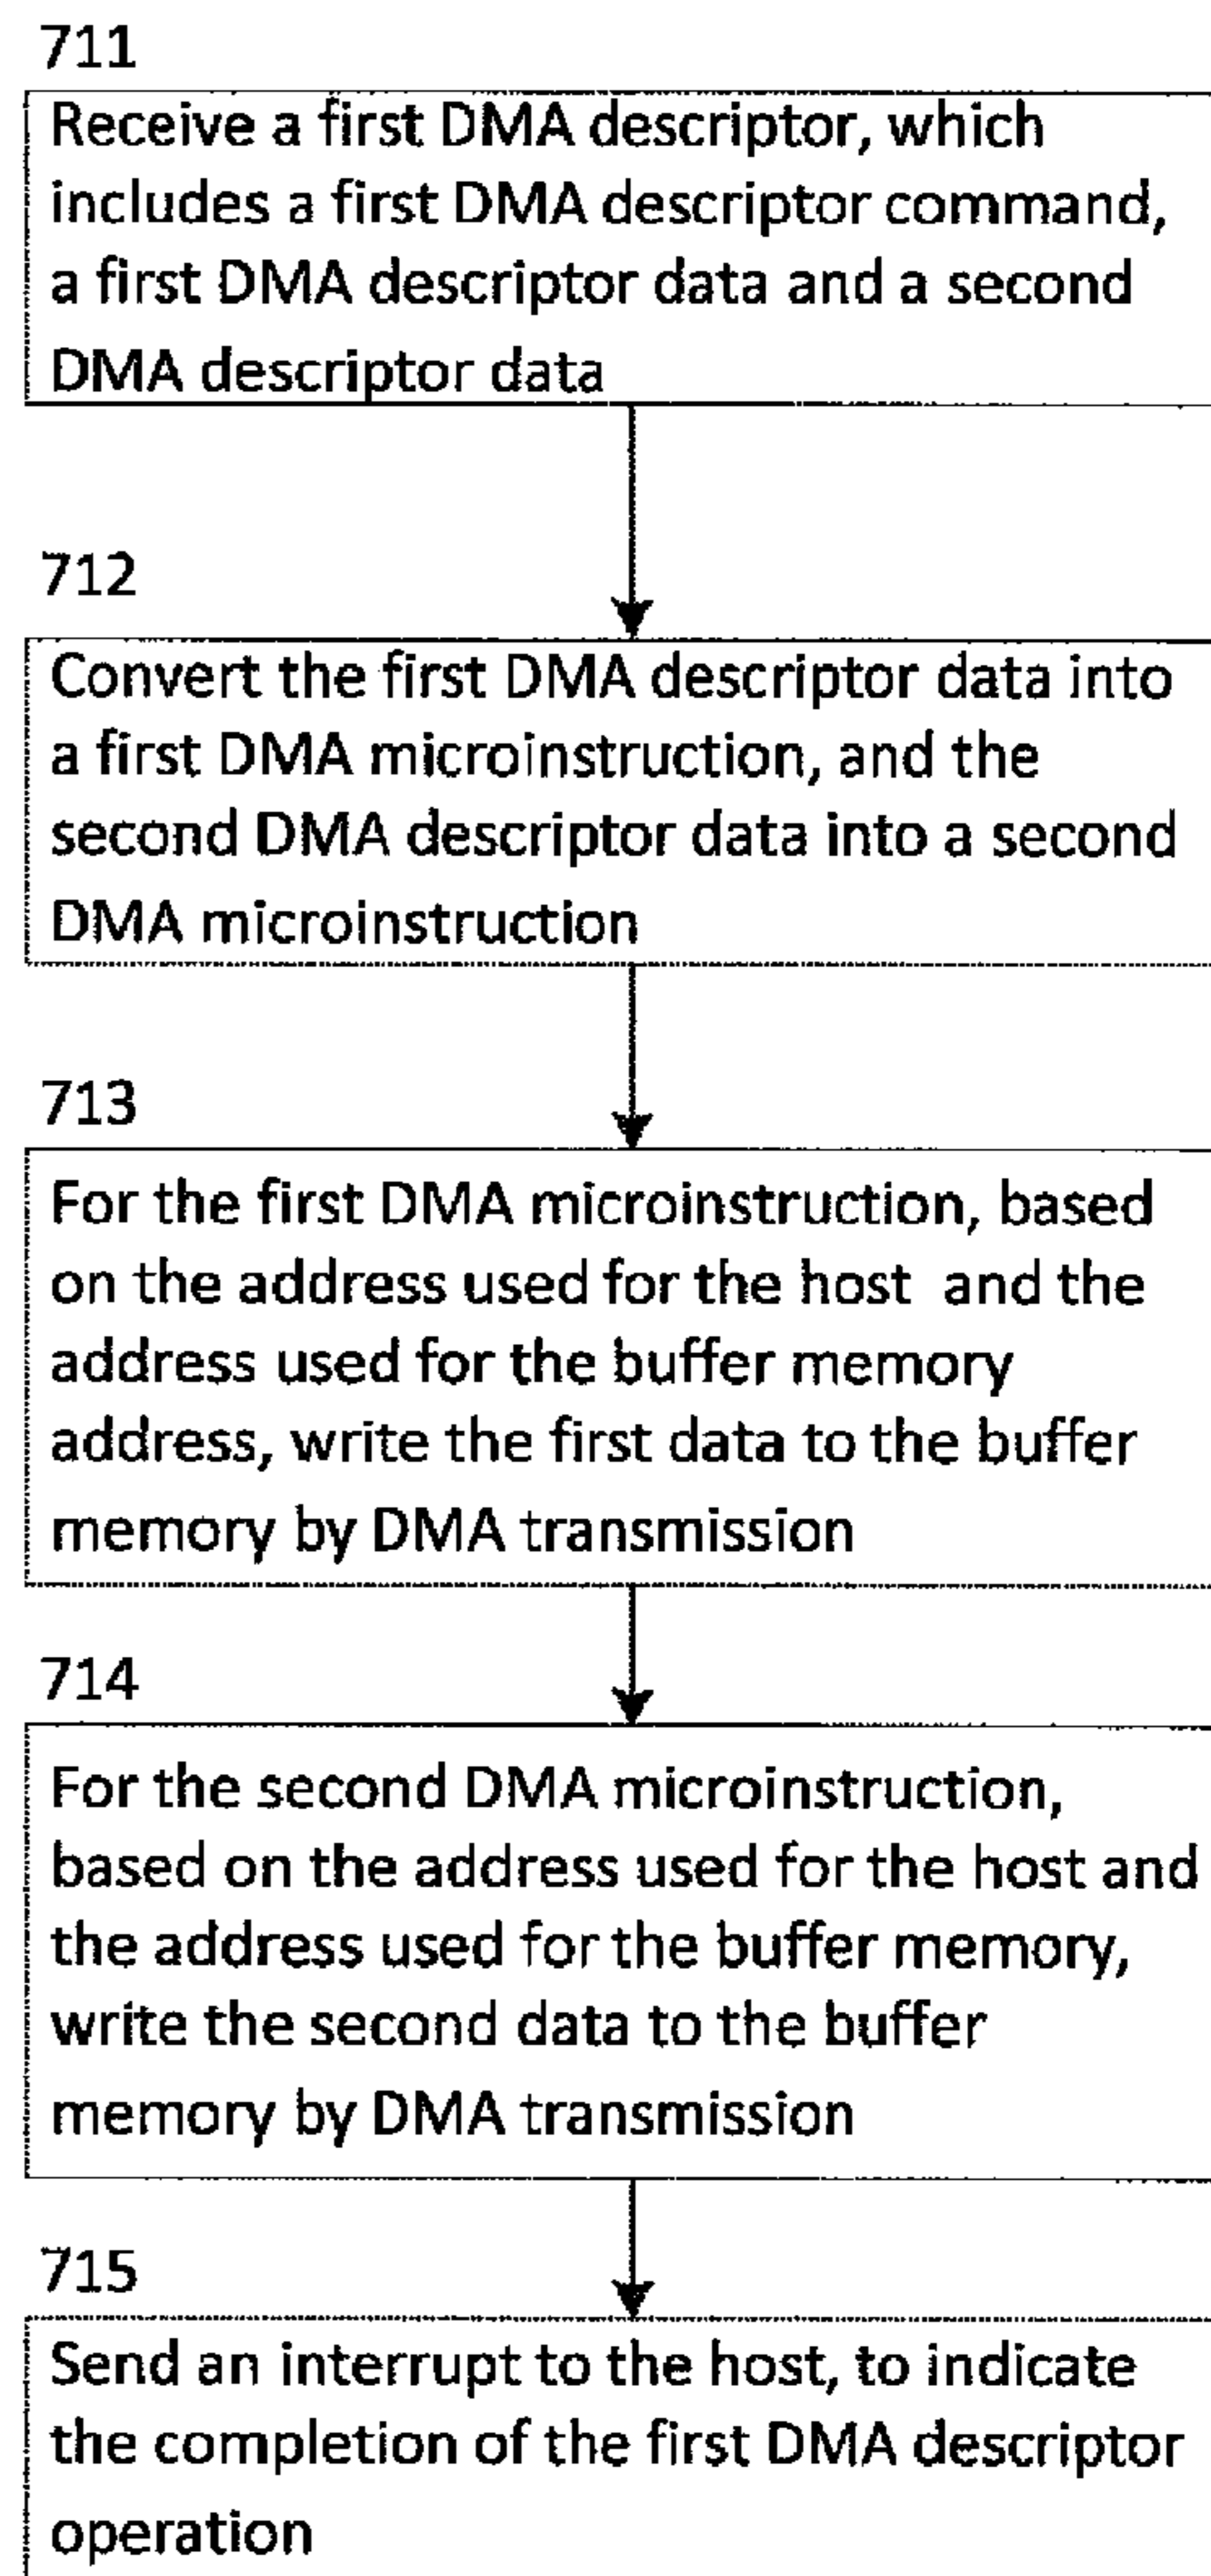 711
Receive a first DMA descriptor, which
includes a first DMA descriptor command,
a first DMA descriptor data and a second
DMA descriptor data
712
Convert the first DMA descriptor data into
a first DMA microinstruction, and the
second DMA descriptor data into a second
DMA microinstruction
713
For the first DMA microinstruction, based
on the address used for the host and the
address used for the buffer memory
address, write the first data to the buffer
memory by DMA transmission
714
For the second DMA microinstruction,
based on the address used for the host and
the address used for the buffer memory,
write the second data to the buffer
memory by DMA transmission
715
Send an interrupt to the host, to indicate
the completion of the first DMA descriptor
operation